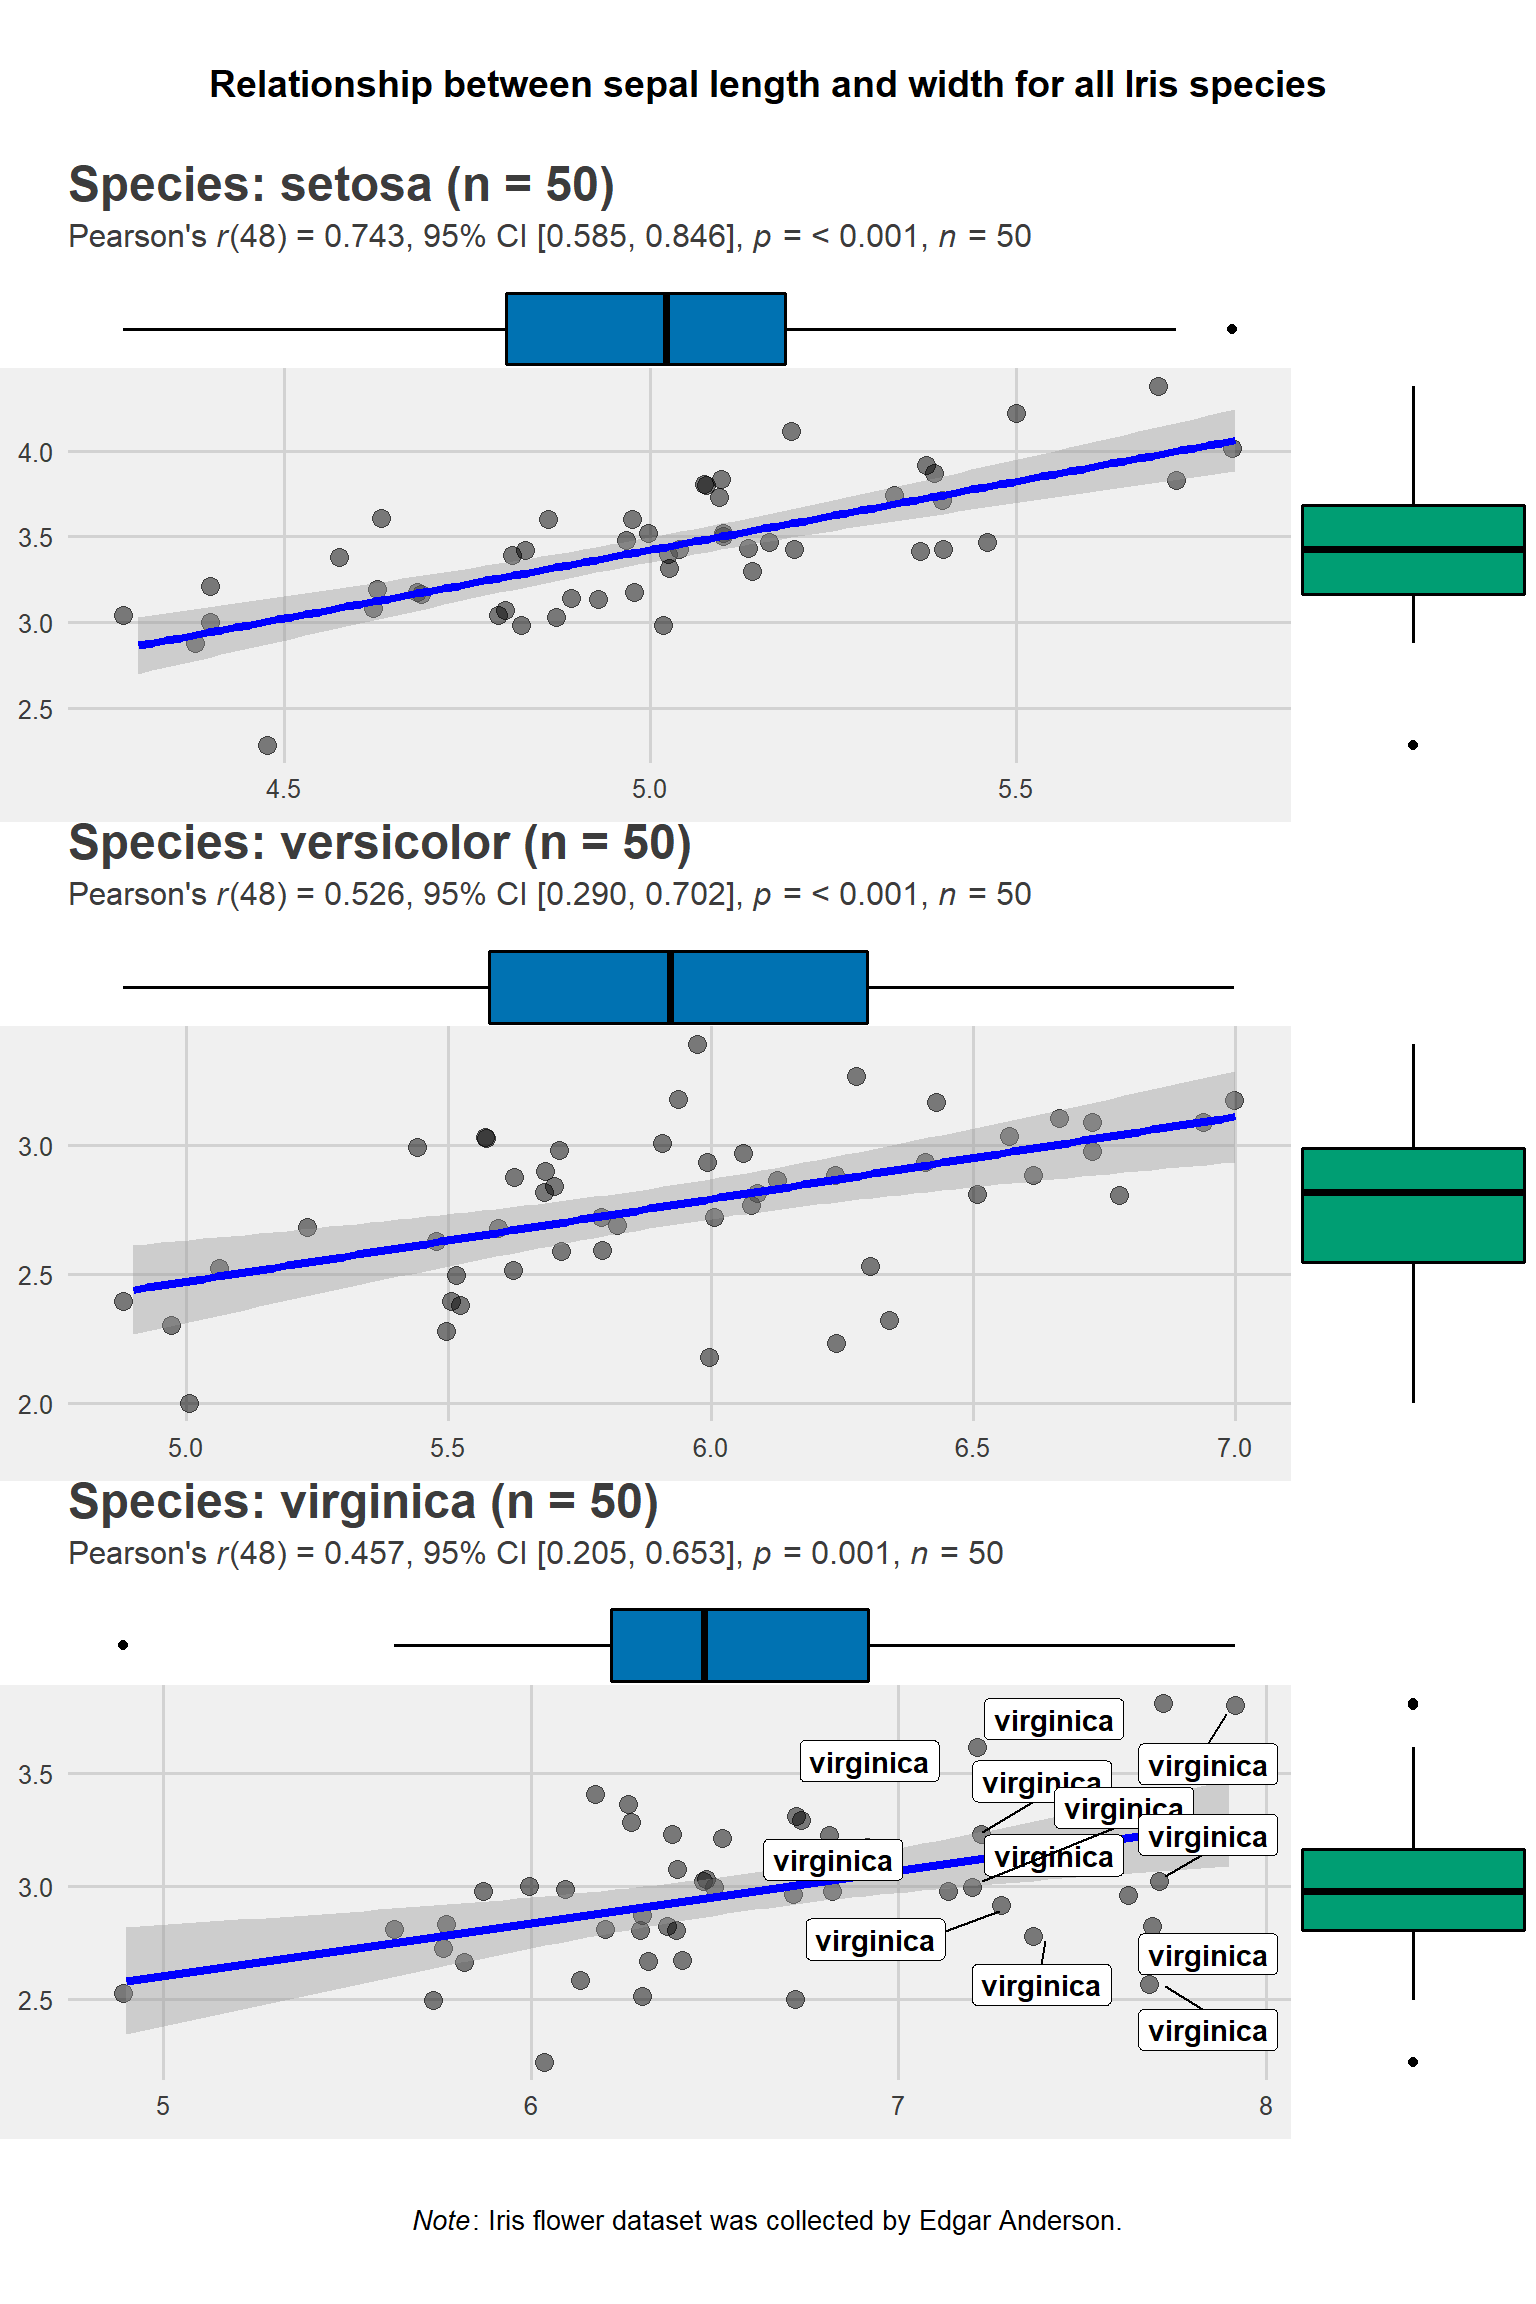 Relationship between sepal length and width for all Iris species
Species: setosa (n = 50)
Pearson's r(48) = 0.743, 95% CI [0.585, 0.846], p = < 0.001, n = 50
4.0
3.5
3.0
2.5
4.5 5.0 5.5
Species: versicolor (n = 50)
Pearson's r(48) = 0.526, 95% CI [0.290, 0.702], p = < 0.001, n = 50
3.0
2.5
2.0
5.0 5.5 6.0 6.5 7.0
Species: virginica (n = 50)
Pearson's r(48) = 0.457, 95% CI [0.205, 0.653], p = 0.001, n = 50
virginica
virginica
virginica
3.5
virginica
virginica
virginica
virginica
virginica
3.0
virginica
virginica
virginica
2.5
virginica
5 6 7 8
Note: Iris flower dataset was collected by Edgar Anderson.